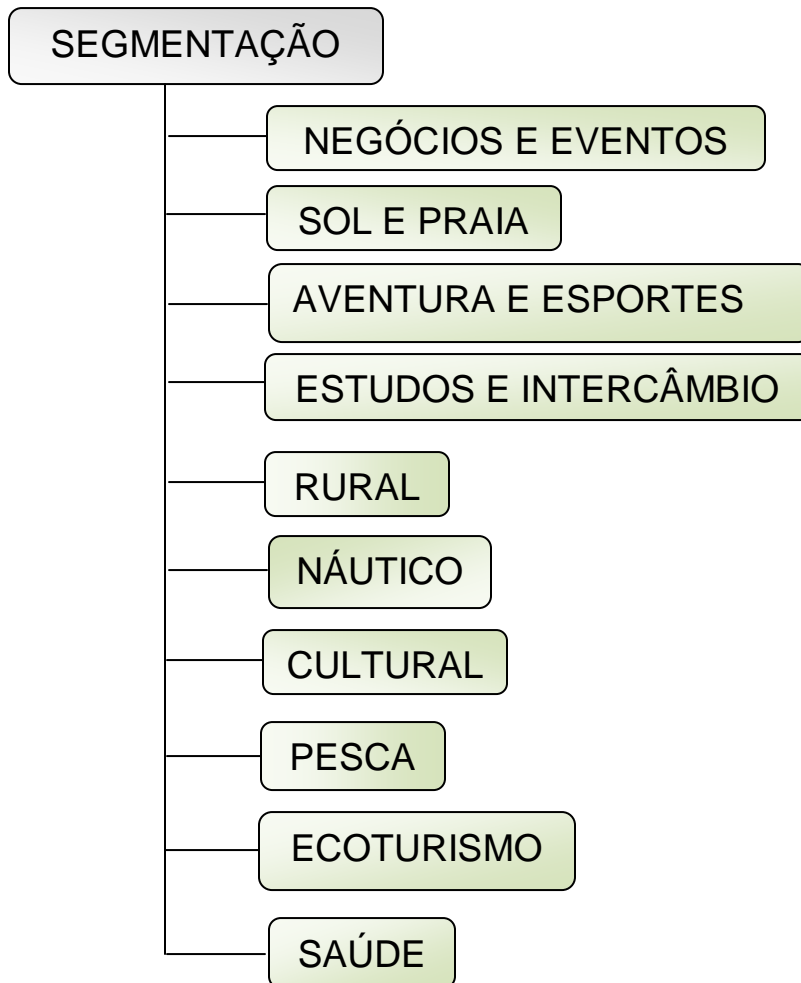 SEGMENTAÇÃO
NEGÓCIOS E EVENTOS
SOL E PRAIA
AVENTURA E ESPORTES
ESTUDOS E INTERCÂMBIO
RURAL
NÁUTICO
CULTURAL
PESCA
ECOTURISMO
SAÚDE